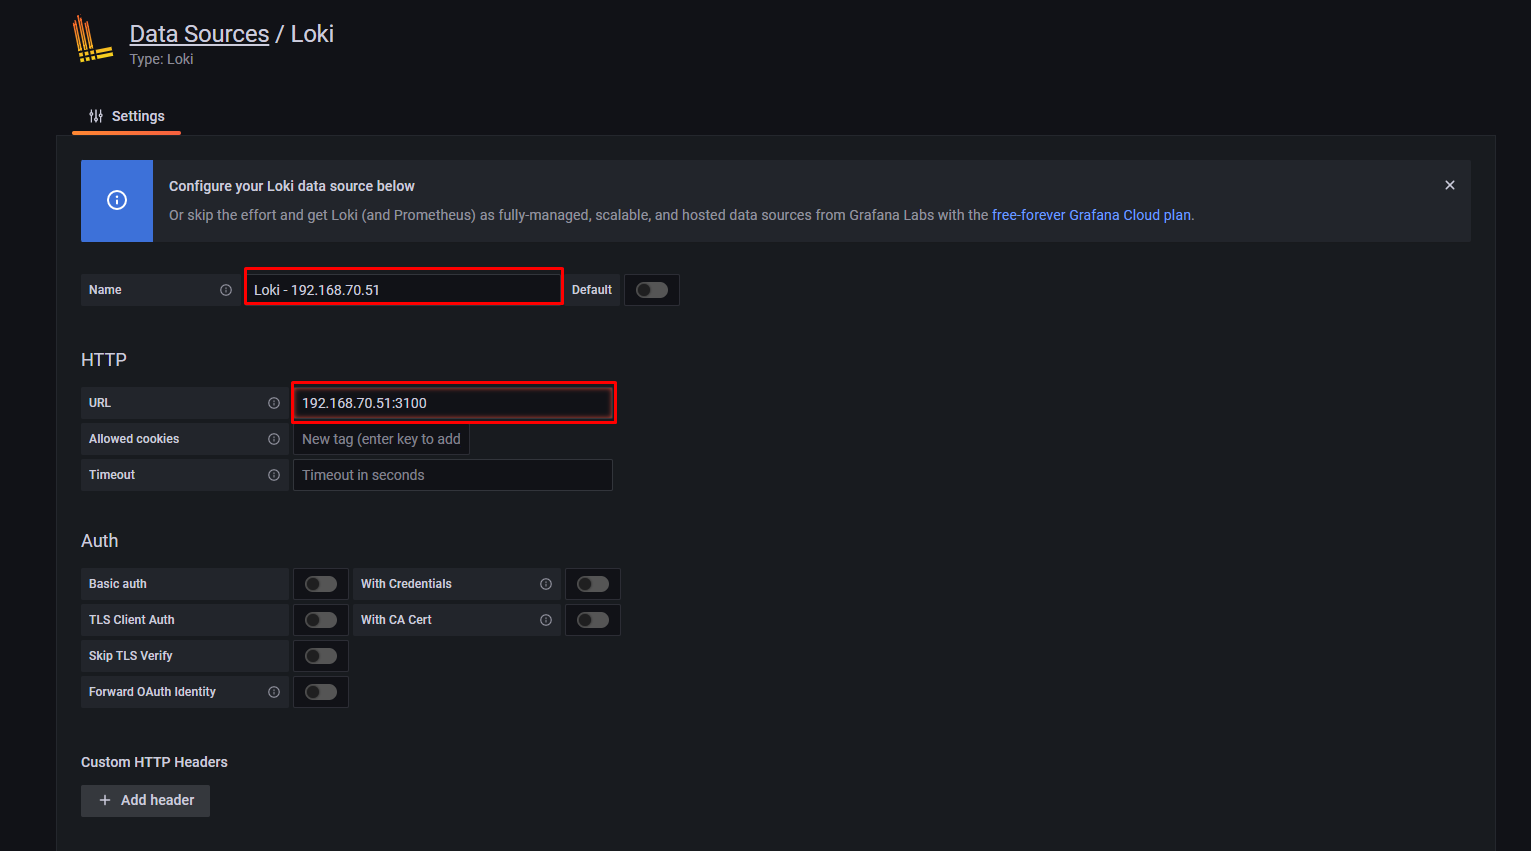 Data Sources / Loki
Type: Loki
Settings
Configure your Loki data source below
Or skip the effort and get Loki (and Prometheus) as fully-managed, scalable, and hosted data sources from Grafana Labs with the free-forever Grafana Cloud plan.
Name Loki - 192.168.70.51 Default
HTTP
URL 192.168.70.51:3100
Allowed cookies New tag (enter key to add
Timeout Timeout in seconds
Auth
Basic auth With Credentials
TLS Client Auth With CA Cert
Skip TLS Verify
Forward OAuth Identity
Custom HTTP Headers
+ Add header